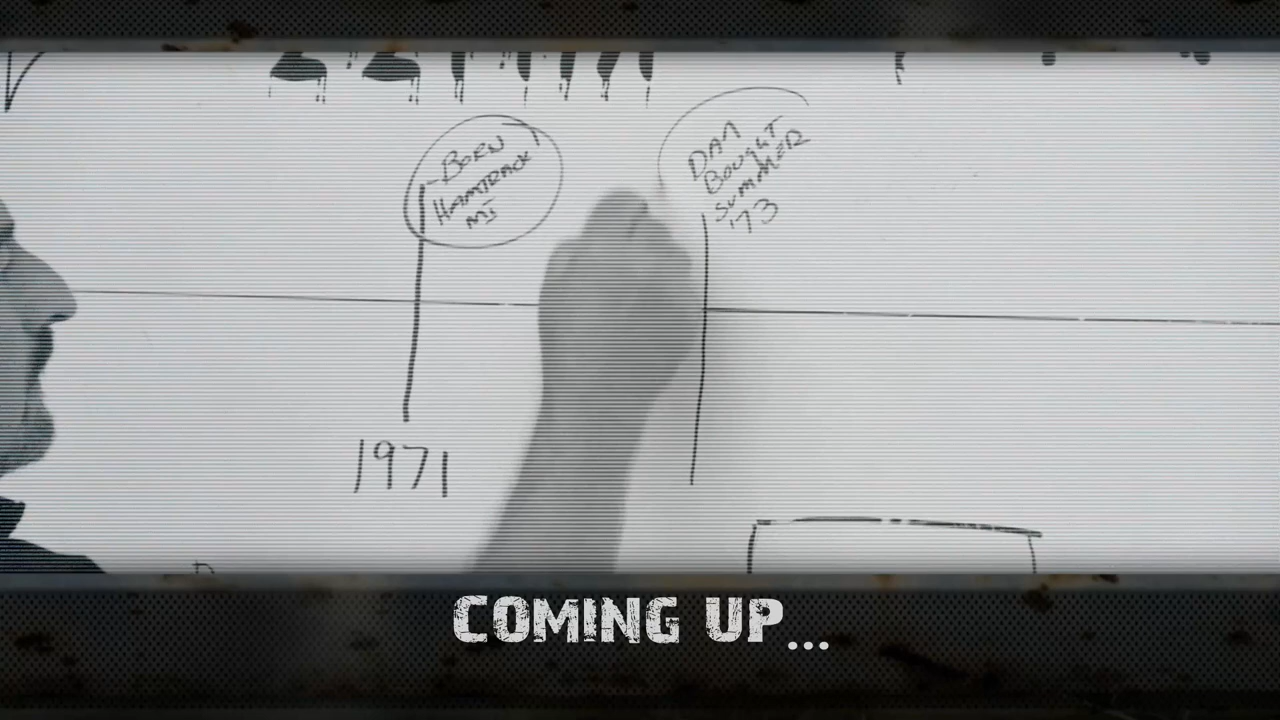 - BORN
HAMTRACK
MI
DAN
BOUGHT
SUMMER
'73
1971
COMING UP...